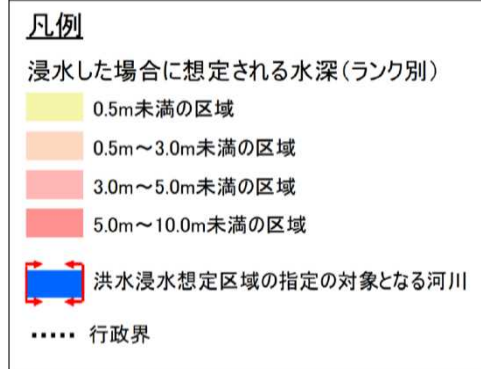 凡例
浸水した場合に想定される水深(ランク別)
0.5m未満の区域
0.5m～3.0m未満の区域
3.0m～5.0m未満の区域
5.0m～10.0m未満の区域
洪水浸水想定区域の指定の対象となる河川
行政界